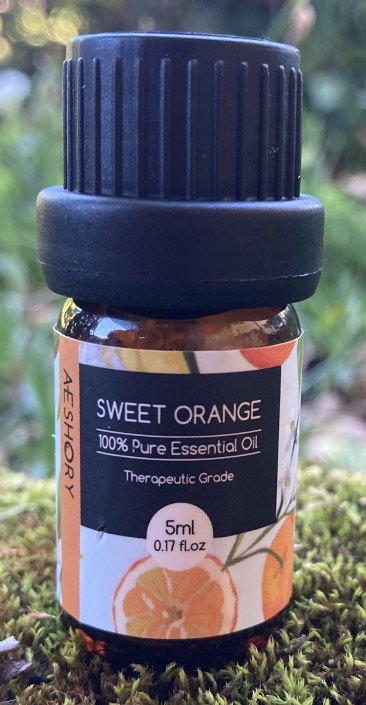 AESHORY
SWEET ORANGE
100% Pure Essential Oil
Therapeutic Grade
5ml
0.17 fl.oz